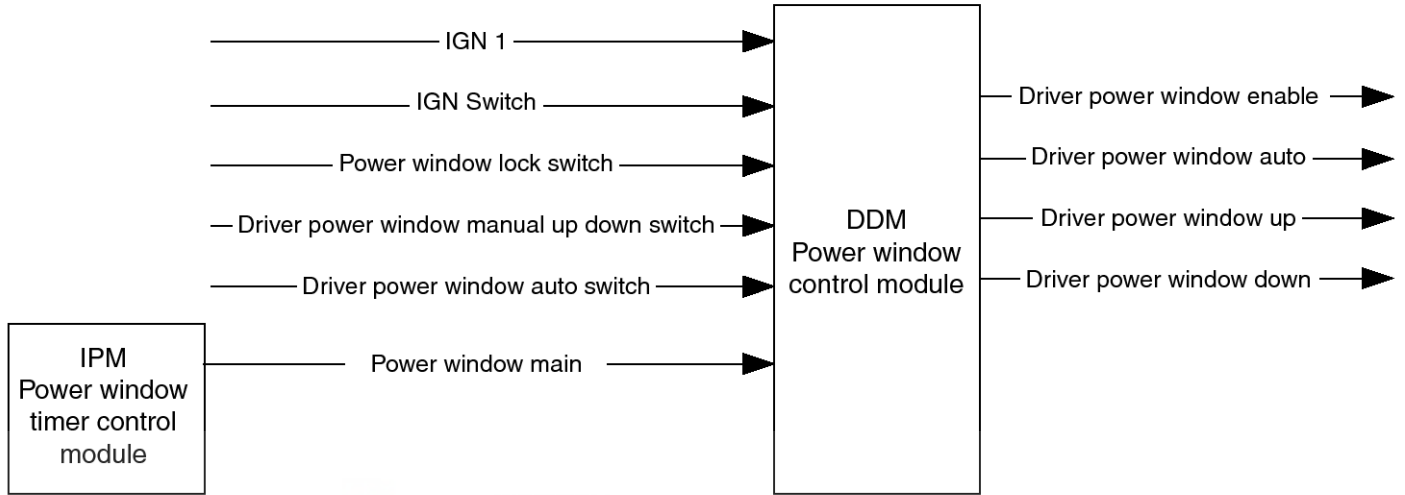 IGN 1
IGN Switch
Power window lock switch
Driver power window manual up down switch
Driver power window auto switch
Power window main
IPM
Power window
timer control
module
DDM
Power window
control module
Driver power window enable
Driver power window auto
Driver power window up
Driver power window down